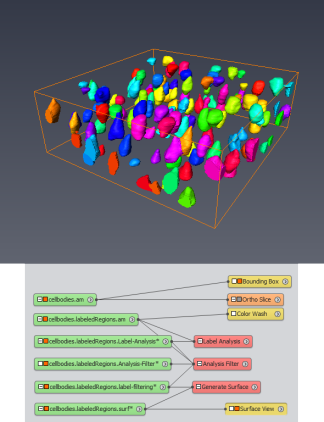 Bounding Box
cellbodies.am
Ortho Slice
Color Wash
cellbodies.labeledRegions.am
cellbodies.labeledRegions.Label-Analysis*
Label Analysis
cellbodies.labeledRegions.Analysis-Filter*
Analysis Filter
cellbodies.labeledRegions.label-filtering*
Generate Surface
cellbodies.labeledRegions.surf*
Surface View